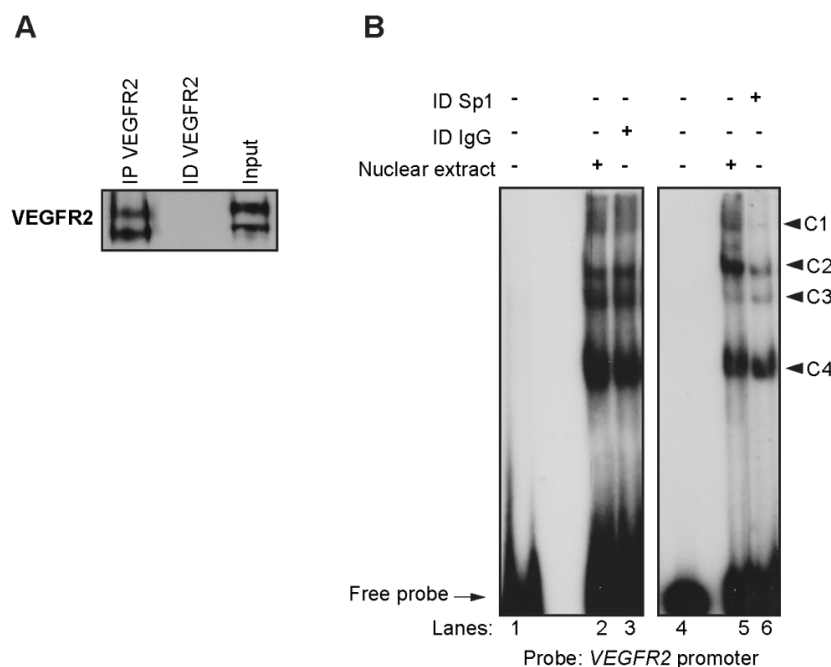 A
IP VEGFR2
ID VEGFR2
Input
VEGFR2
B
ID Sp1 - - - - - +
ID IgG - - + - - -
Nuclear extract - + - - + -
C1
C2
C3
C4
Free probe
Lanes: 1 2 3 4 5 6
Probe: VEGFR2 promoter